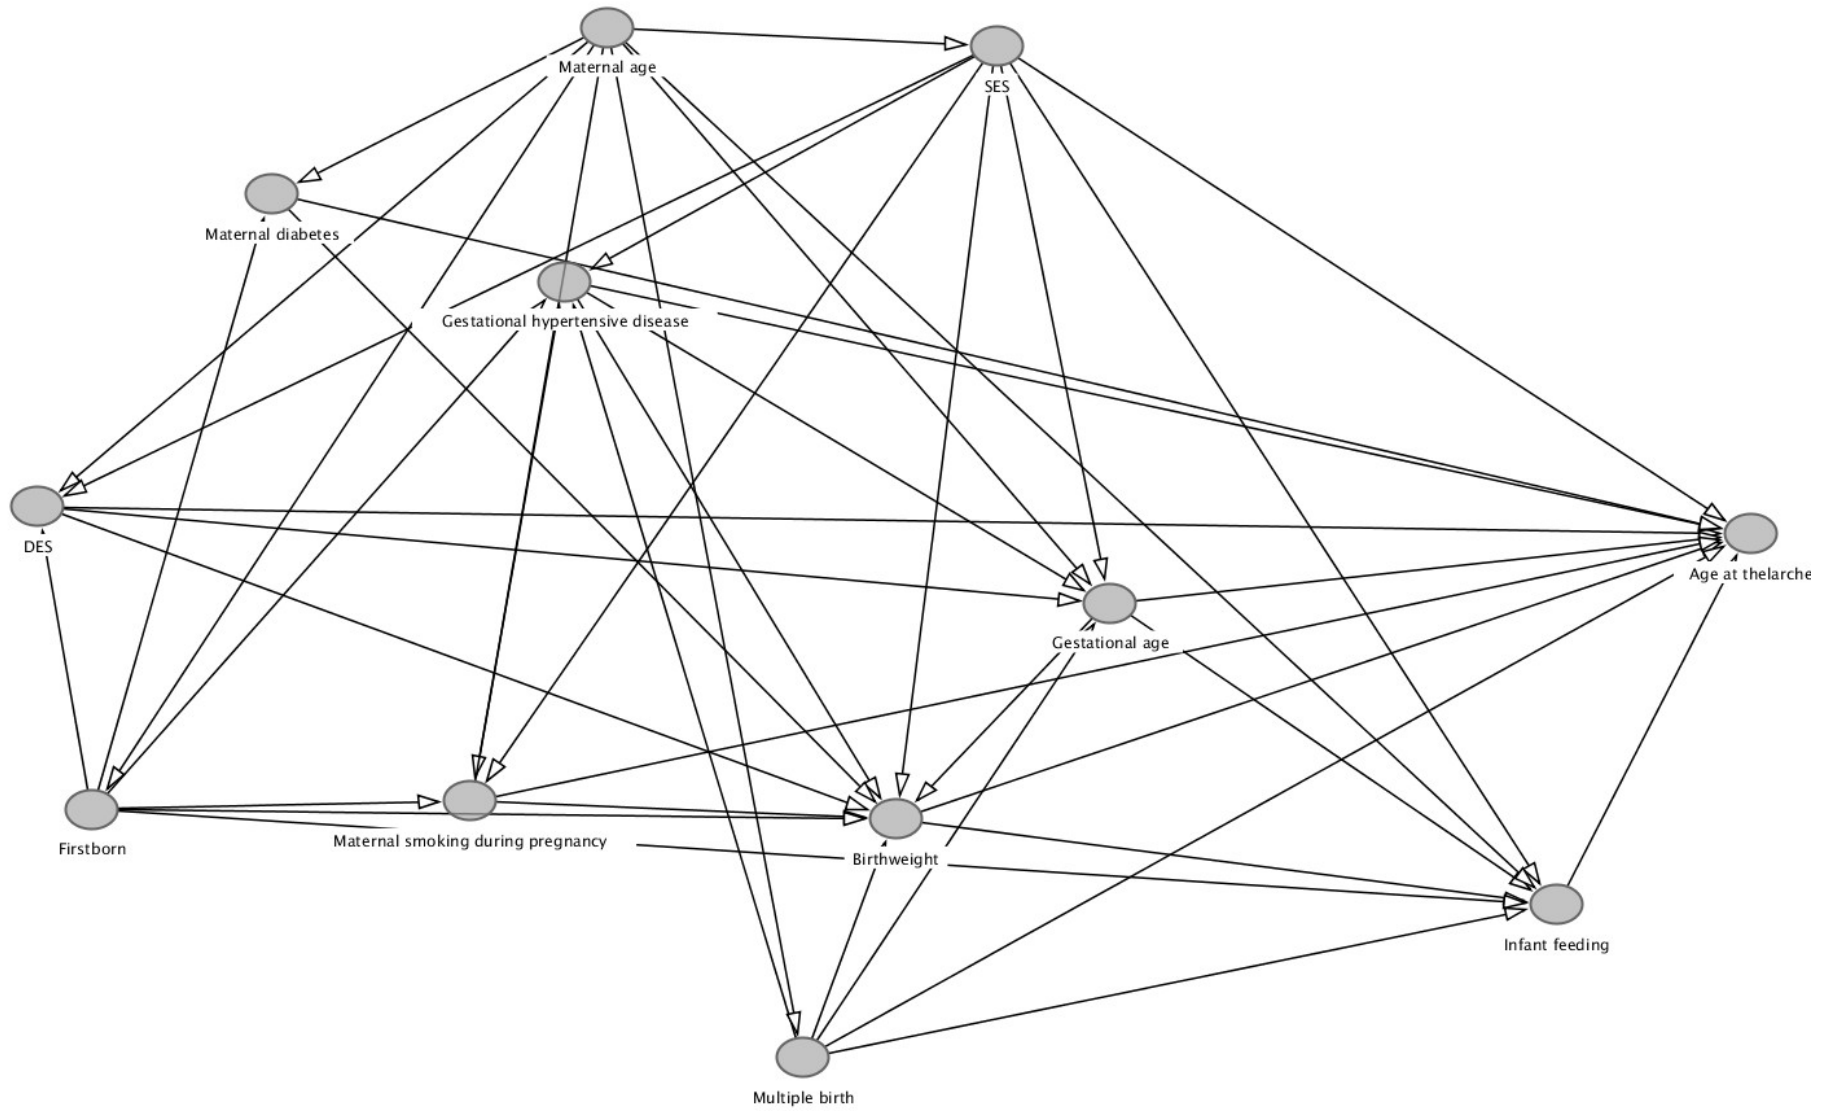 Maternal age
SES
Maternal diabetes
Gestational hypertensive disease
DES
Age at thelarche
Gestational age
Maternal smoking during pregnancy
Firstborn
Birthweight
Infant feeding
Multiple birth